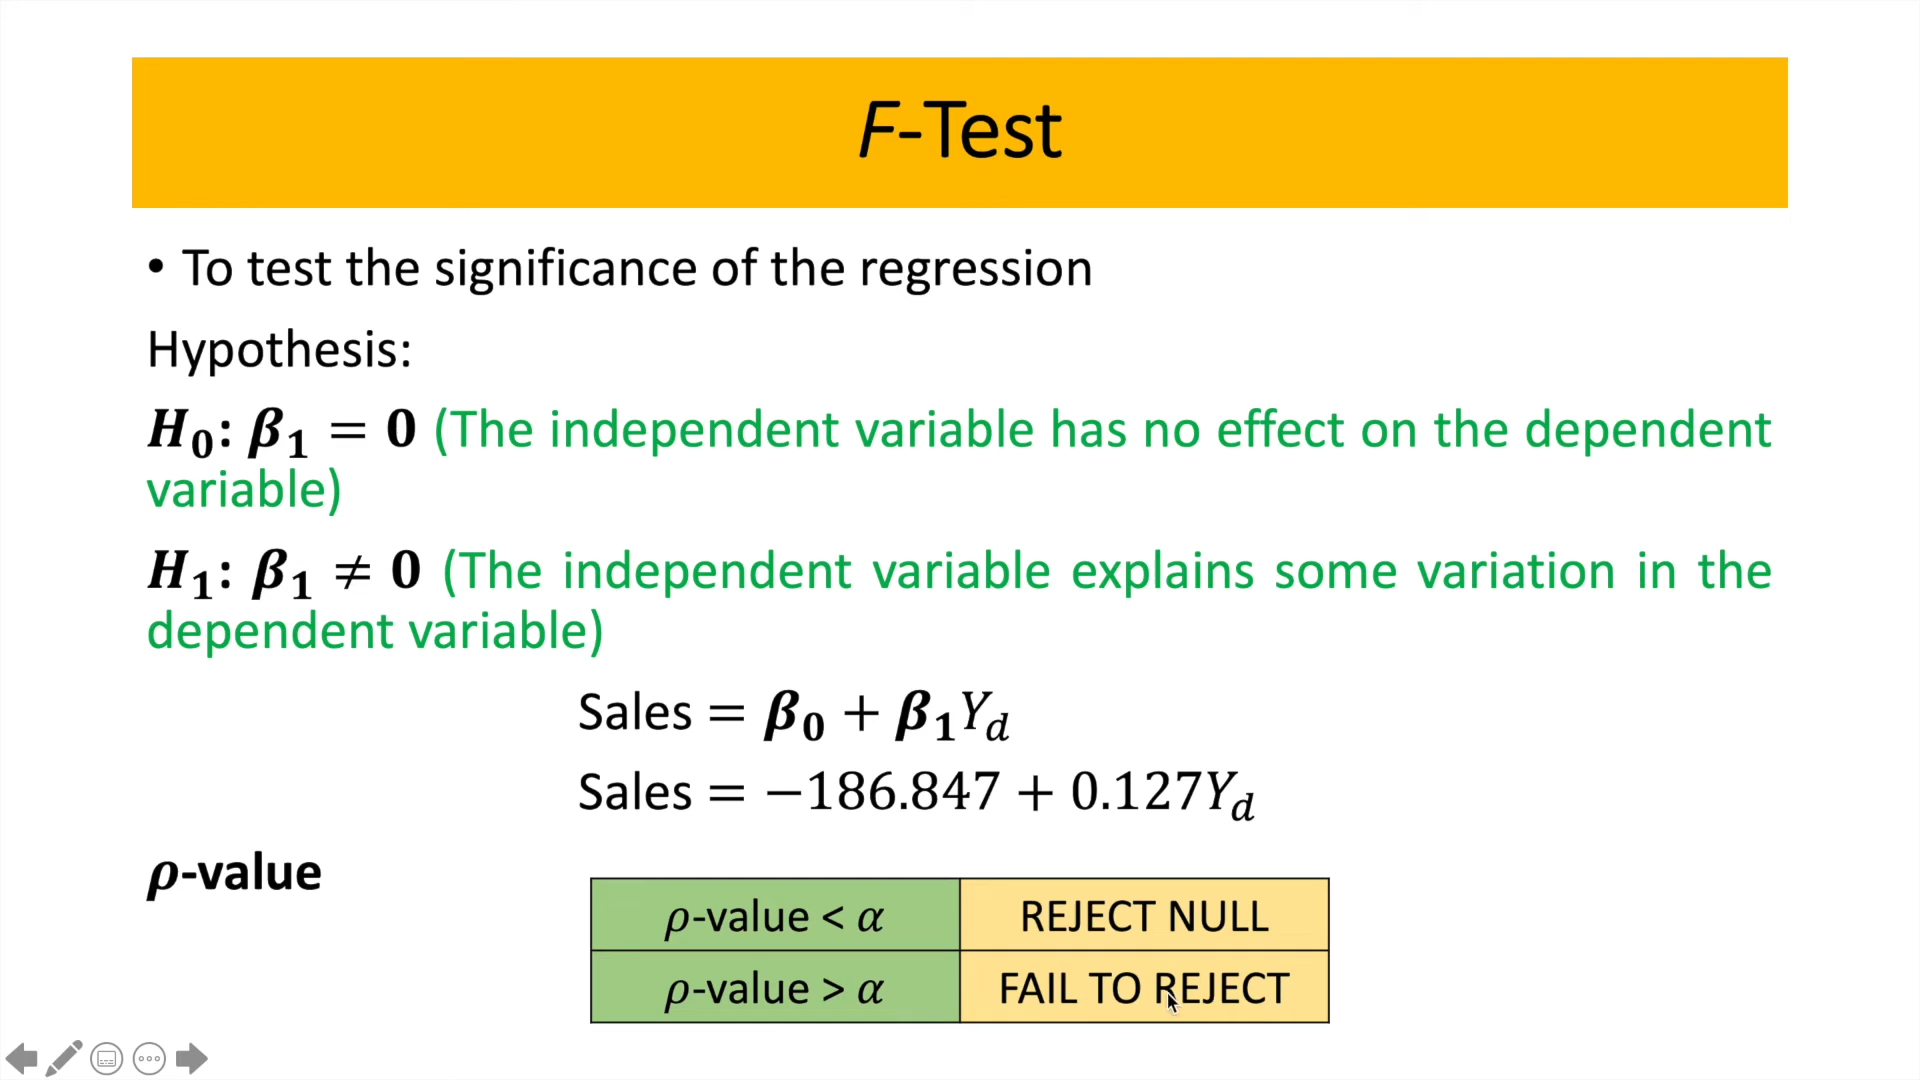 F-Test
• To test the significance of the regression
Hypothesis:
H₀: β₁ = 0 (The independent variable has no effect on the dependent
variable)
H₁: β₁ ≠ 0 (The independent variable explains some variation in the
dependent variable)
Sales = β₀ + β₁Y_d
Sales = −186.847 + 0.127Y_d
ρ-value
ρ-value < α REJECT NULL
ρ-value > α FAIL TO REJECT